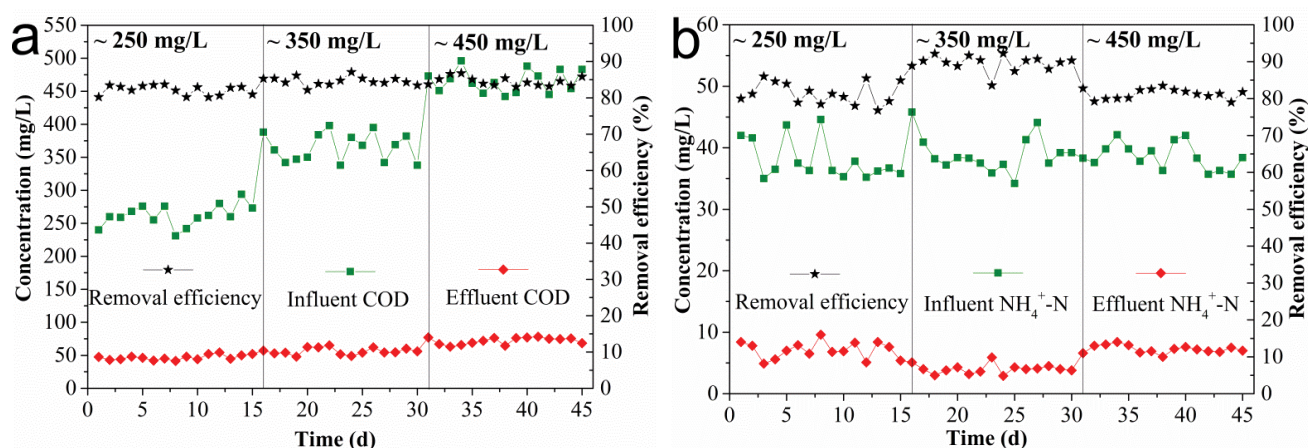 a
~ 250 mg/L
~ 350 mg/L
~ 450 mg/L
Concentration (mg/L)
550
500
450
400
350
300
250
200
150
100
50
0
Removal efficiency
Influent COD
Effluent COD
0 5 10 15 20 25 30 35 40 45
Time (d)
100
90
80
70
60
50
40
30
20
10
0
Removal efficiency (%)
b
~ 250 mg/L
~ 350 mg/L
~ 450 mg/L
Concentration (mg/L)
60
50
40
30
20
10
0
Removal efficiency
Influent NH₄⁺-N
Effluent NH₄⁺-N
0 5 10 15 20 25 30 35 40 45
Time (d)
100
90
80
70
60
50
40
30
20
10
0
Removal efficiency (%)